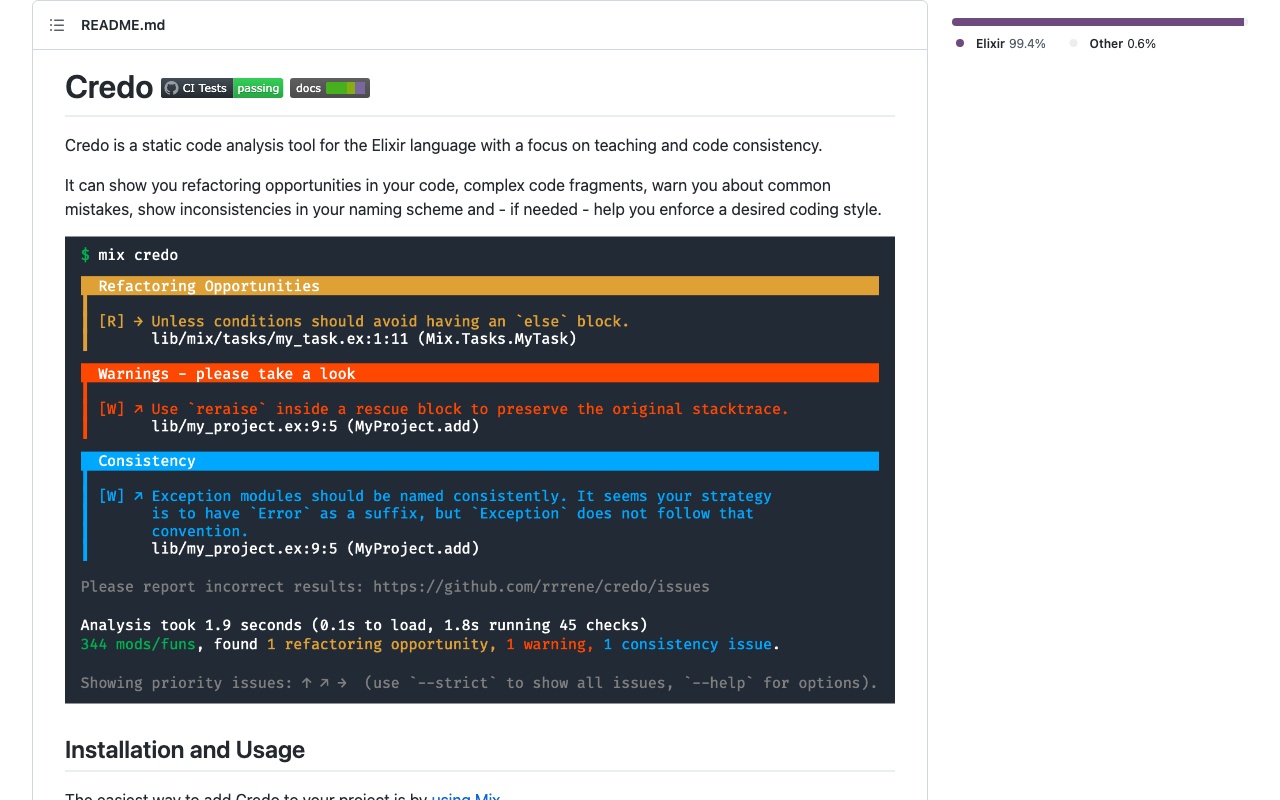 README.md
Elixir 99.4%
Other 0.6%
Credo CI Tests passing docs
Credo is a static code analysis tool for the Elixir language with a focus on teaching and code consistency.
It can show you refactoring opportunities in your code, complex code fragments, warn you about common
mistakes, show inconsistencies in your naming scheme and - if needed - help you enforce a desired coding style.
$ mix credo
Refactoring Opportunities
[R] → Unless conditions should avoid having an `else` block.
lib/mix/tasks/my_task.ex:1:11 (Mix.Tasks.MyTask)
Warnings - please take a look
[W] ↗ Use `reraise` inside a rescue block to preserve the original stacktrace.
lib/my_project.ex:9:5 (MyProject.add)
Consistency
[W] ↗ Exception modules should be named consistently. It seems your strategy
is to have `Error` as a suffix, but `Exception` does not follow that
convention.
lib/my_project.ex:9:5 (MyProject.add)
Please report incorrect results: https://github.com/rrrene/credo/issues
Analysis took 1.9 seconds (0.1s to load, 1.8s running 45 checks)
344 mods/funs, found 1 refactoring opportunity, 1 warning, 1 consistency issue.
Showing priority issues: ↑ ↗ → (use `--strict` to show all issues, `--help` for options).
Installation and Usage
The easiest way to add Credo to your project is by using Mix.